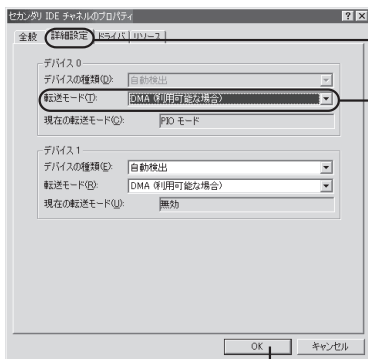 セカンダリ IDE チャネルのプロパティ
全般 詳細設定 ドライバ リソース
デバイス 0
デバイスの種類(D): 自動検出
転送モード(T): DMA (利用可能な場合)
現在の転送モード(C): PIO モード
デバイス 1
デバイスの種類(E): 自動検出
転送モード(R): DMA (利用可能な場合)
現在の転送モード(U): 無効
OK キャンセル